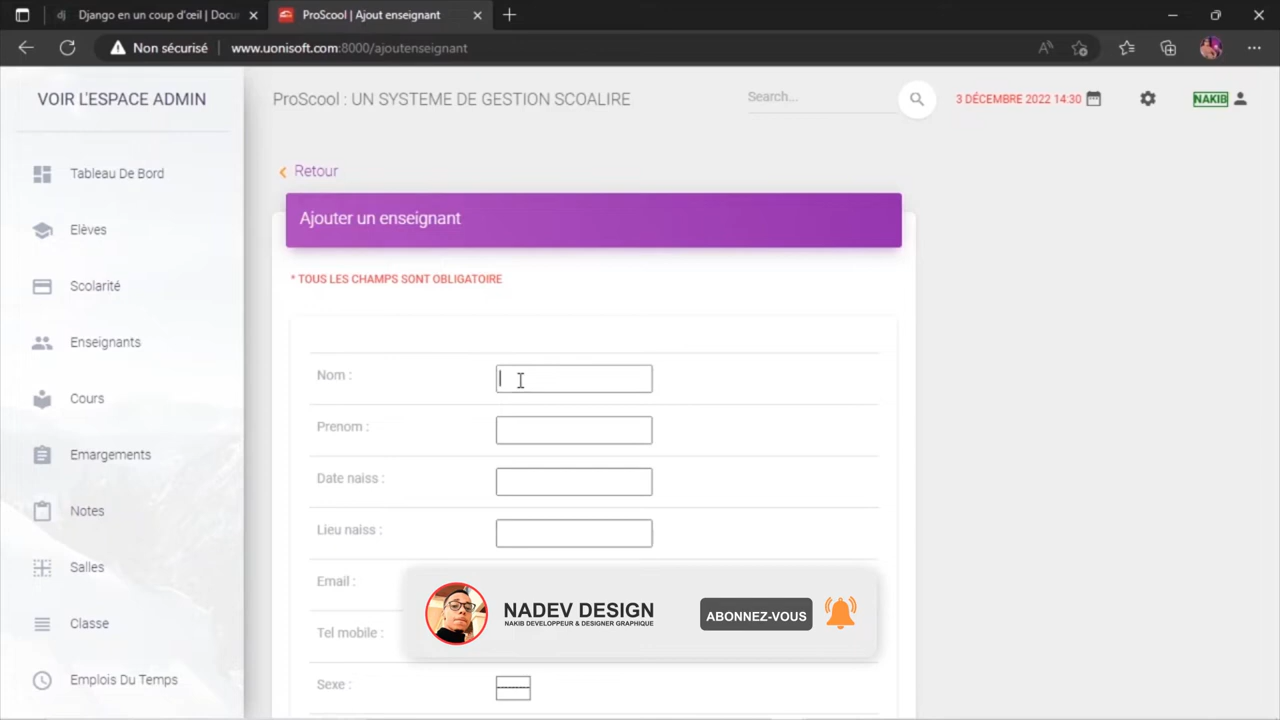 dj Django en un coup d'œil | Docu
ProScool | Ajout enseignant
Non sécurisé
www.uonisoft.com:8000/ajoutenseignant
VOIR L'ESPACE ADMIN
ProScool : UN SYSTEME DE GESTION SCOALIRE
Search...
3 DÉCEMBRE 2022 14:30
NAKIB
Tableau De Bord
Elèves
Scolarité
Enseignants
Cours
Emargements
Notes
Salles
Classe
Emplois Du Temps
Retour
Ajouter un enseignant
* TOUS LES CHAMPS SONT OBLIGATOIRE
Nom :
Prenom :
Date naiss :
Lieu naiss :
Email :
Tel mobile :
Sexe :
---------
NADEV DESIGN
NAKIB DEVELOPPEUR & DESIGNER GRAPHIQUE
ABONNEZ-VOUS